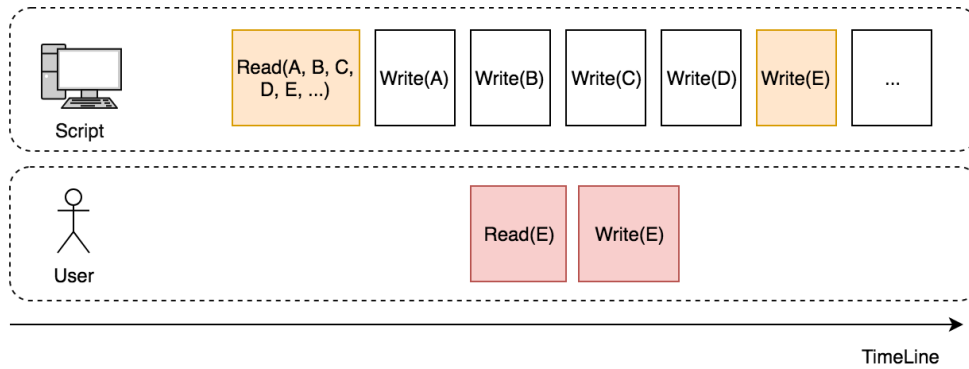 Read(A, B, C,
D, E, ...)
Write(A)
Write(B)
Write(C)
Write(D)
Write(E)
...
Script
Read(E)
Write(E)
User
TimeLine